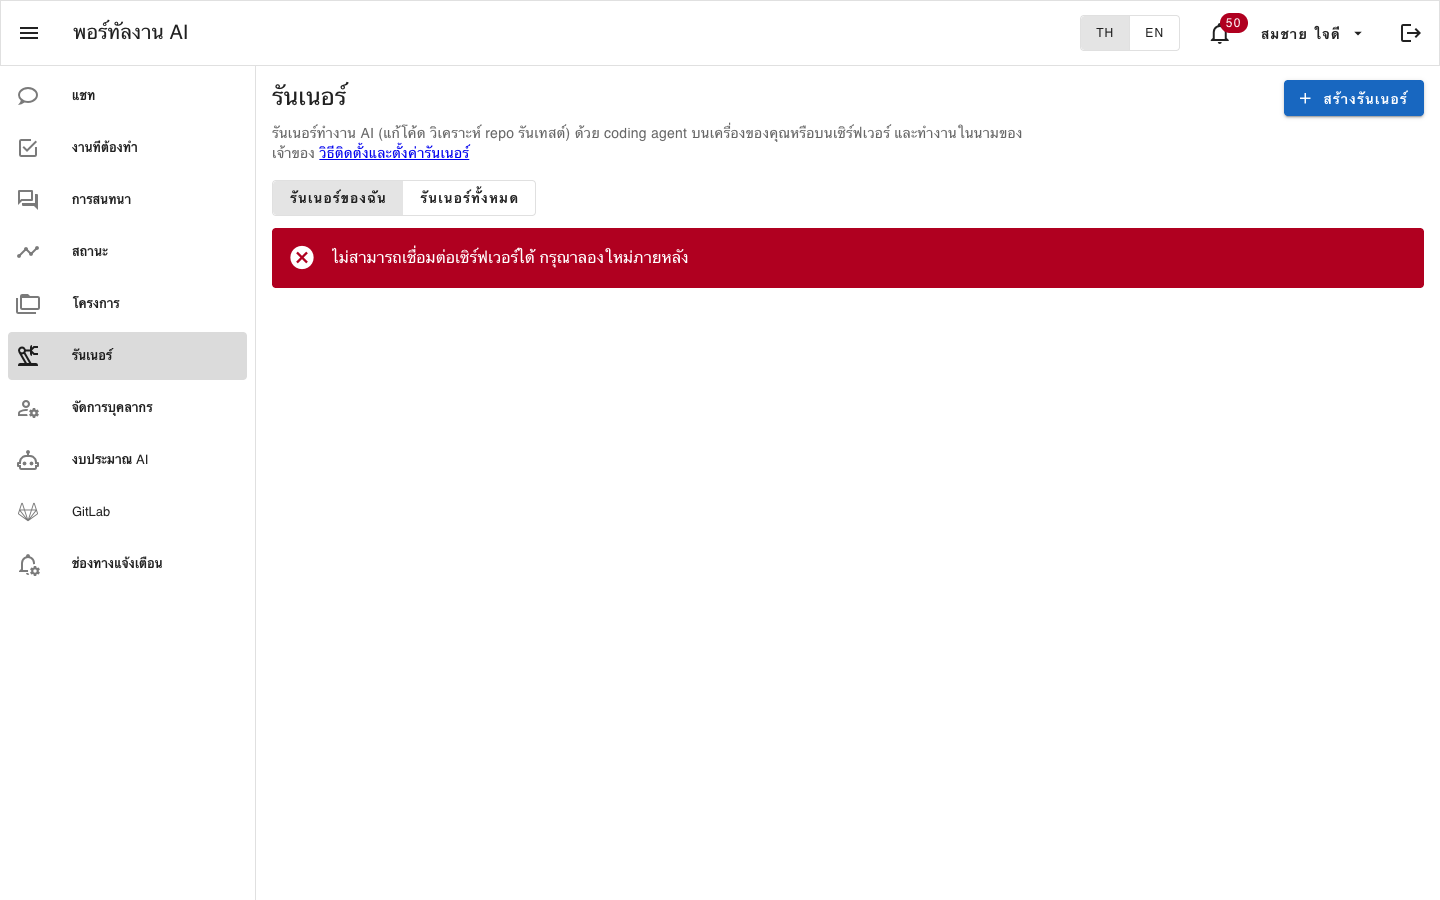 พอร์ทัลงาน AI
TH
EN
50
สมชาย ใจดี
แชท
งานที่ต้องทำ
การสนทนา
สถานะ
โครงการ
รันเนอร์
จัดการบุคลากร
งบประมาณ AI
GitLab
ช่องทางแจ้งเตือน
รันเนอร์
สร้างรันเนอร์
รันเนอร์ทำงาน AI (แก้โค้ด วิเคราะห์ repo รันเทสต์) ด้วย coding agent บนเครื่องของคุณหรือบนเซิร์ฟเวอร์ และทำงานในนามของ
เจ้าของ วิธีติดตั้งและตั้งค่ารันเนอร์
รันเนอร์ของฉัน
รันเนอร์ทั้งหมด
ไม่สามารถเชื่อมต่อเซิร์ฟเวอร์ได้ กรุณาลองใหม่ภายหลัง